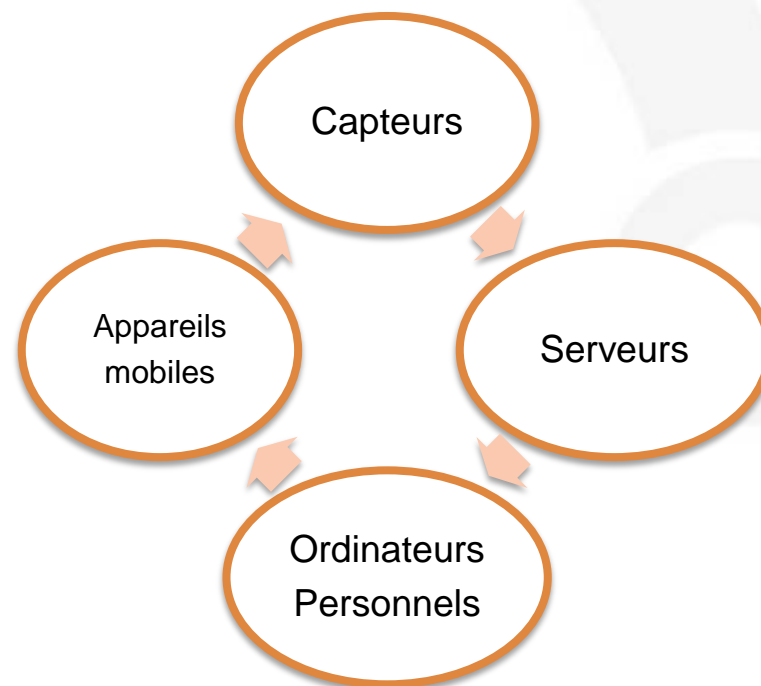 Capteurs
Appareils
mobiles
Serveurs
Ordinateurs
Personnels